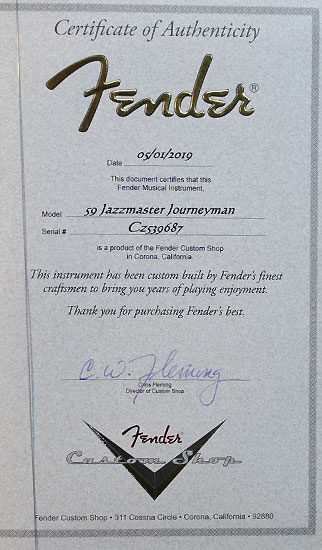 Certificate of Authenticity
Fender®
Date 05/01/2019
This document certifies that this
Fender Musical Instrument,
Model 59 Jazzmaster Journeyman
Serial # CZ539687
is a product of the Fender Custom Shop
in Corona, California.
This instrument has been custom built by Fender's finest
craftsmen to bring you years of playing enjoyment.
Thank you for purchasing Fender's best.
C.W. Fleming
Chris Fleming
Director of Custom Shop
Fender
Custom Shop
Fender Custom Shop • 311 Cessna Circle • Corona, California • 92880